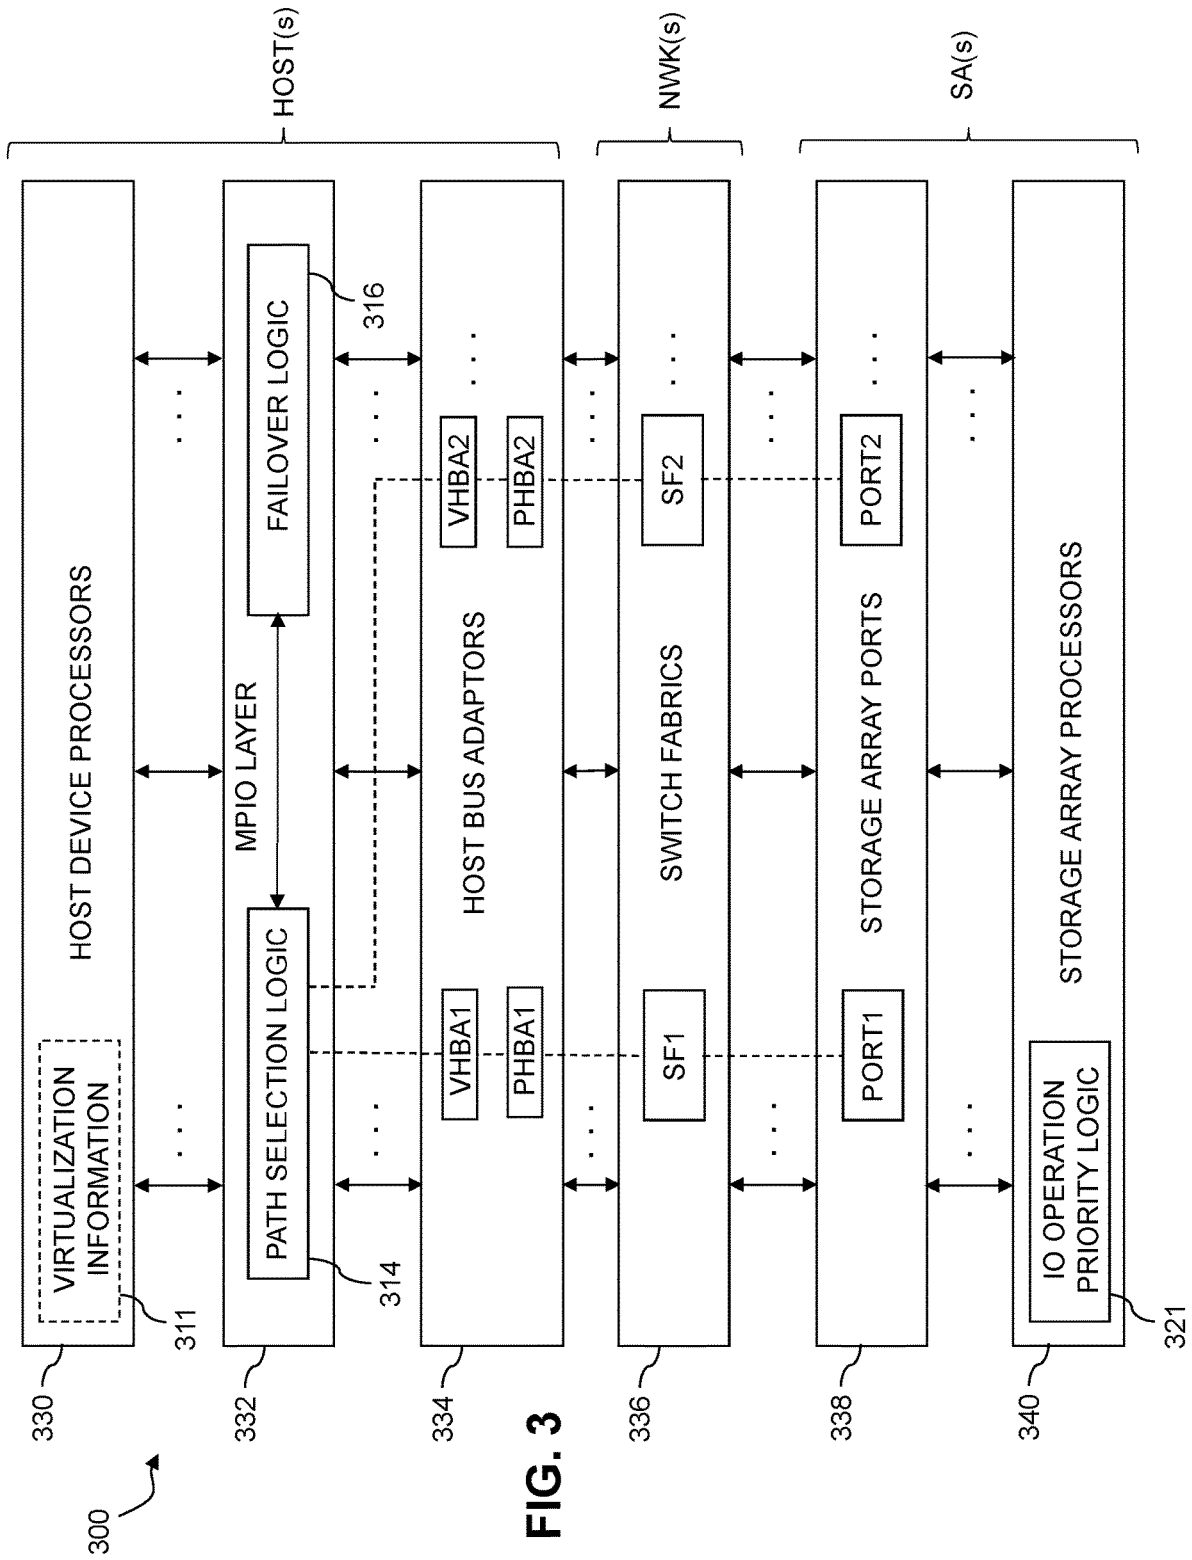 300
330
VIRTUALIZATION
INFORMATION
311
HOST DEVICE PROCESSORS
HOST(s)
. . .
. . .
332
MPIO LAYER
PATH SELECTION LOGIC
314
FAILOVER LOGIC
316
. . .
. . .
334
VHBA1
PHBA1
HOST BUS ADAPTORS
VHBA2
PHBA2
. . .
. . .
. . .
336
SF1
SWITCH FABRICS
SF2
. . .
NWK(s)
. . .
. . .
338
PORT1
STORAGE ARRAY PORTS
PORT2
. . .
SA(s)
. . .
. . .
340
IO OPERATION
PRIORITY LOGIC
321
STORAGE ARRAY PROCESSORS
FIG. 3